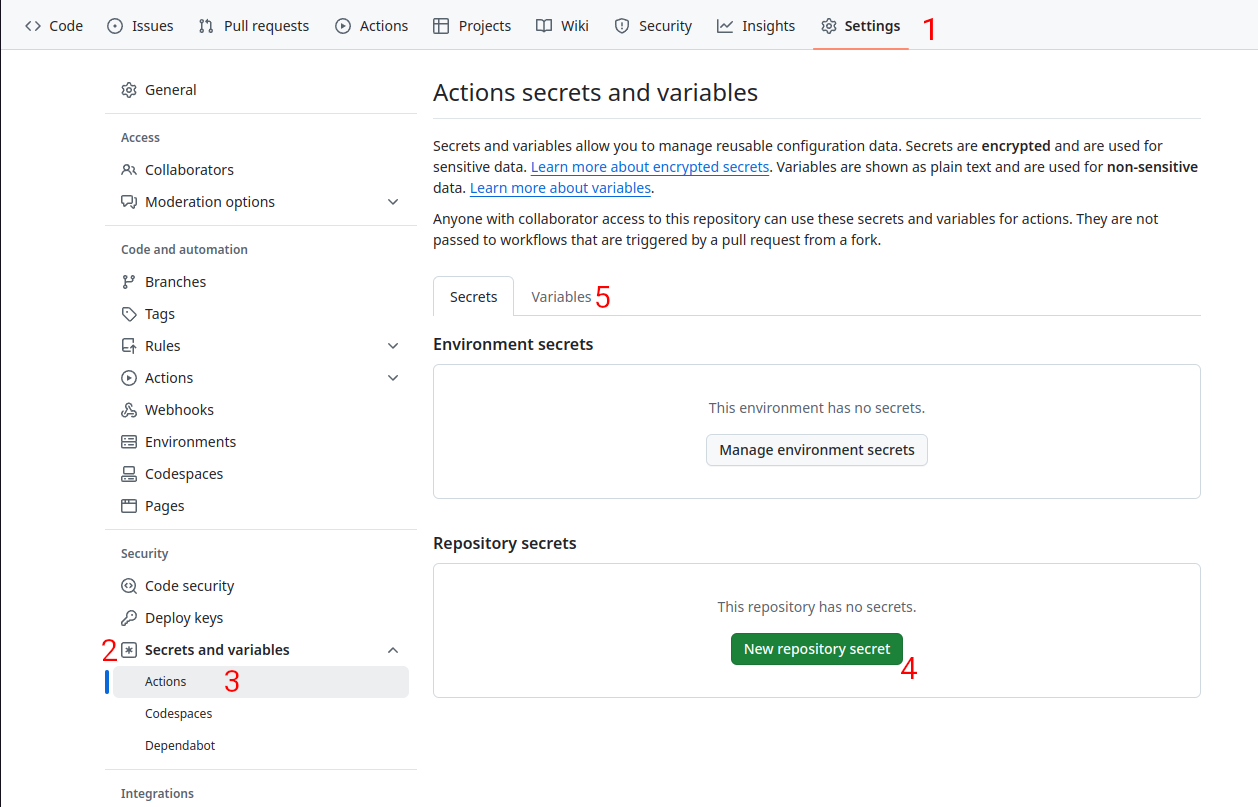 Code Issues Pull requests Actions Projects Wiki Security Insights Settings 1
General
Access
Collaborators
Moderation options
Code and automation
Branches
Tags
Rules
Actions
Webhooks
Environments
Codespaces
Pages
Security
Code security
Deploy keys
2 Secrets and variables
Actions 3
Codespaces
Dependabot
Integrations
Actions secrets and variables
Secrets and variables allow you to manage reusable configuration data. Secrets are encrypted and are used for
sensitive data. Learn more about encrypted secrets. Variables are shown as plain text and are used for non-sensitive
data. Learn more about variables.
Anyone with collaborator access to this repository can use these secrets and variables for actions. They are not
passed to workflows that are triggered by a pull request from a fork.
Secrets Variables 5
Environment secrets
This environment has no secrets.
Manage environment secrets
Repository secrets
This repository has no secrets.
New repository secret
4